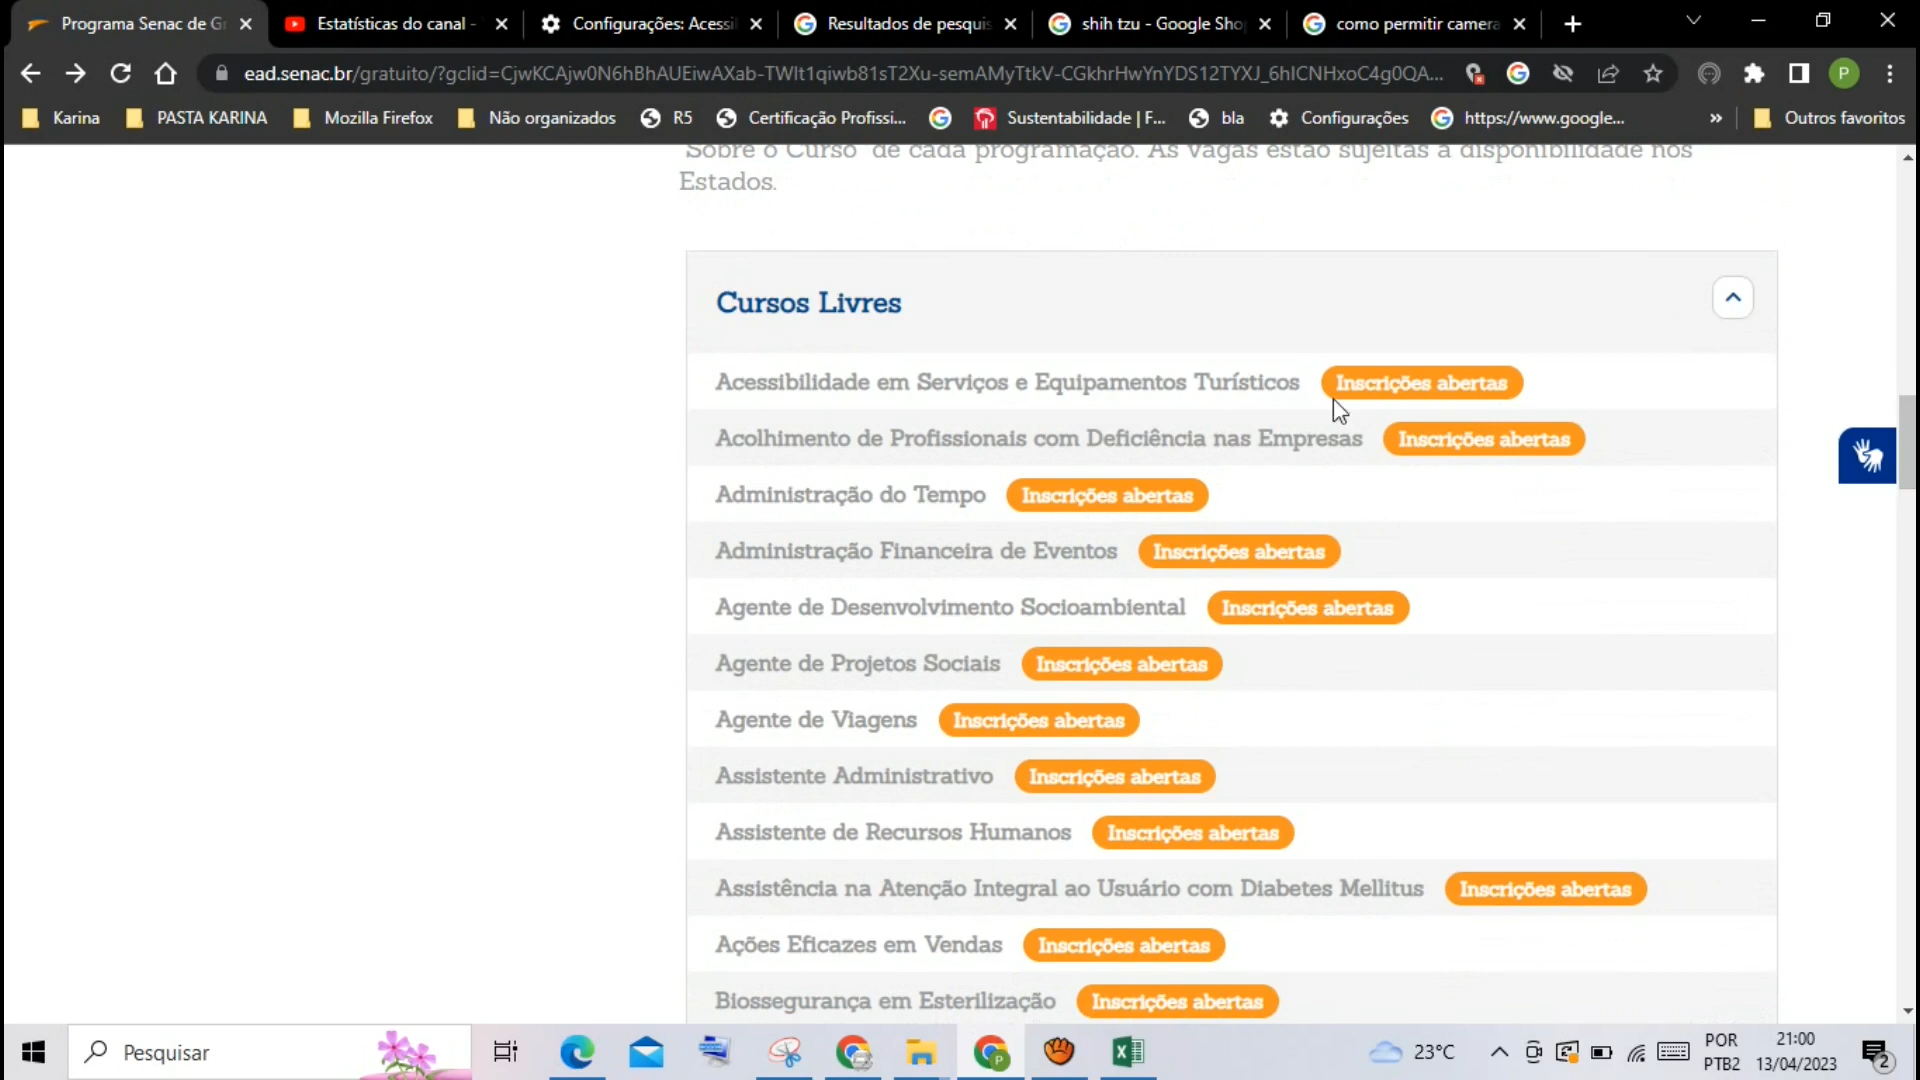 Programa Senac de Gr
Estatísticas do canal -
Configurações: Acessi
Resultados de pesquis
shih tzu - Google Sho
como permitir camera
ead.senac.br/gratuito/?gclid=CjwKCAjw0N6hBhAUEiwAXab-TWlt1qiwb81sT2Xu-semAMyTtkV-CGkhrHwYnYDS12TYXJ_6hICNHxoC4g0QA...
P
Karina
PASTA KARINA
Mozilla Firefox
Não organizados
R5
Certificação Profissi...
Sustentabilidade | F...
bla
Configurações
https://www.google...
»
Outros favoritos
Sobre o Curso" de cada programação. As vagas estão sujeitas à disponibilidade nos
Estados.
Cursos Livres
Acessibilidade em Serviços e Equipamentos Turísticos Inscrições abertas
Acolhimento de Profissionais com Deficiência nas Empresas Inscrições abertas
Administração do Tempo Inscrições abertas
Administração Financeira de Eventos Inscrições abertas
Agente de Desenvolvimento Socioambiental Inscrições abertas
Agente de Projetos Sociais Inscrições abertas
Agente de Viagens Inscrições abertas
Assistente Administrativo Inscrições abertas
Assistente de Recursos Humanos Inscrições abertas
Assistência na Atenção Integral ao Usuário com Diabetes Mellitus Inscrições abertas
Ações Eficazes em Vendas Inscrições abertas
Biossegurança em Esterilização Inscrições abertas
Pesquisar
23°C
POR
PTB2
21:00
13/04/2023
2